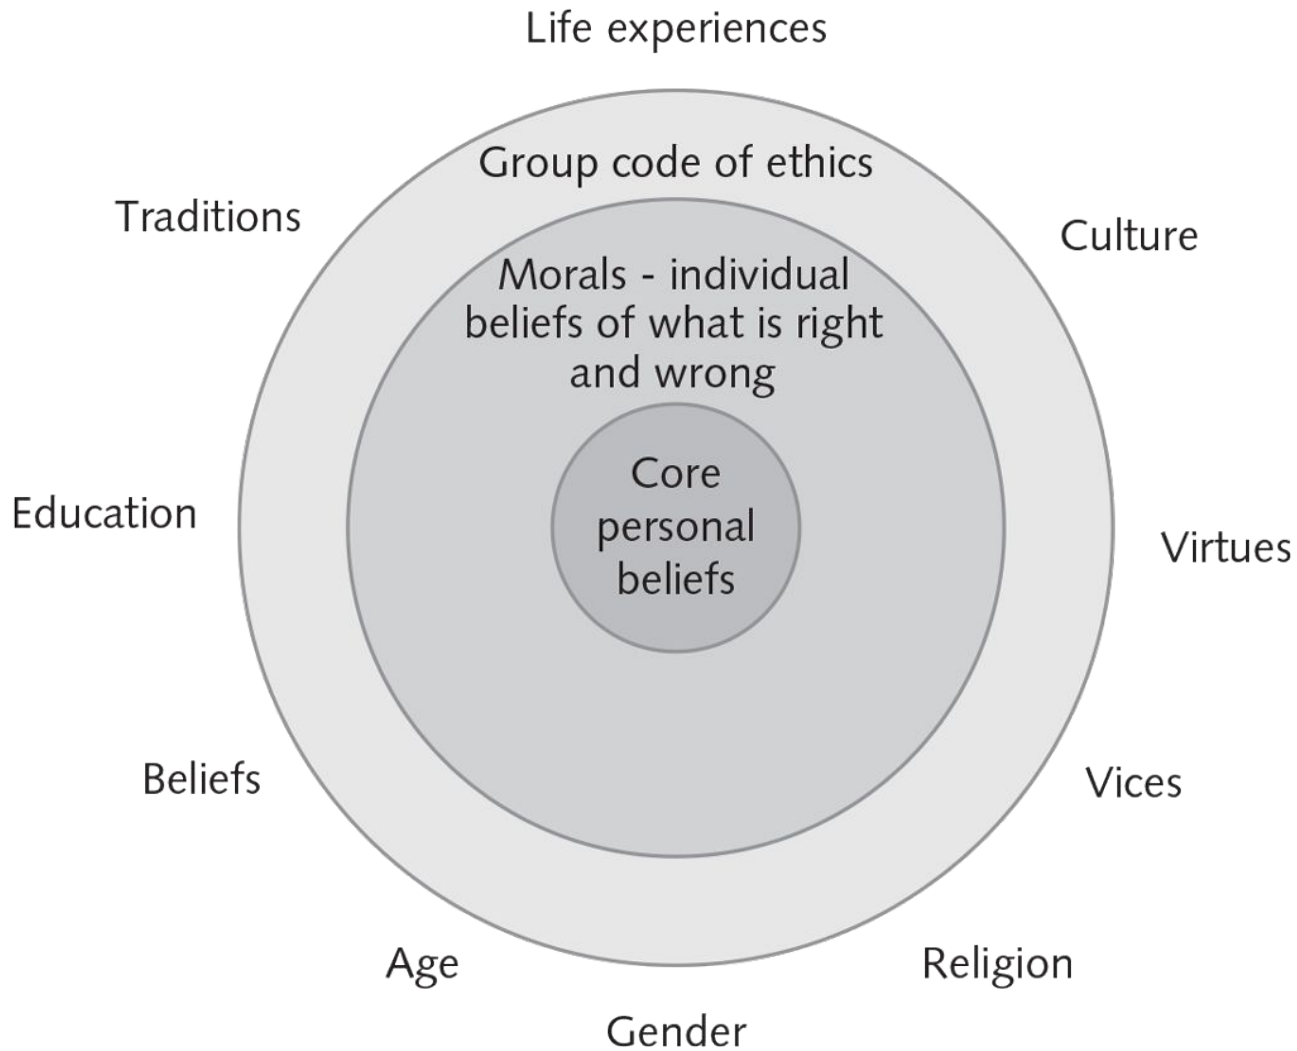 Life experiences
Group code of ethics
Traditions
Culture
Morals - individual
beliefs of what is right
and wrong
Core
personal
beliefs
Education
Virtues
Beliefs
Vices
Age
Religion
Gender